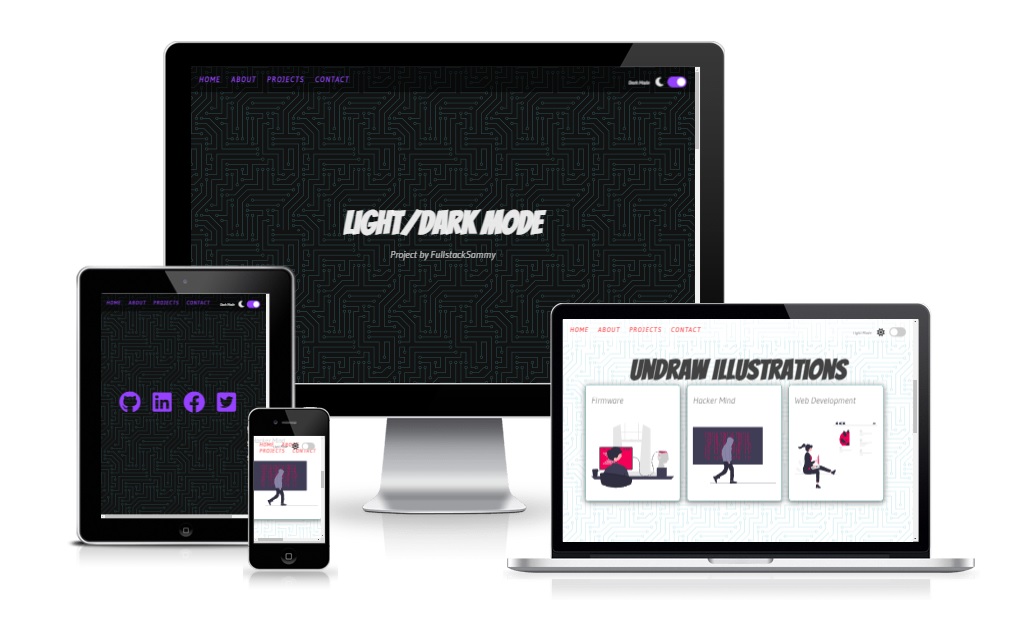 HOME ABOUT PROJECTS CONTACT
Dark Mode
LIGHT/DARK MODE
Project by FullstackSammy
HOME ABOUT PROJECTS CONTACT
Dark Mode
in
HOME ABOUT
PROJECTS CONTACT
HOME ABOUT PROJECTS CONTACT
Light Mode
UNDRAW ILLUSTRATIONS
Firmware
Hacker Mind
Web Development